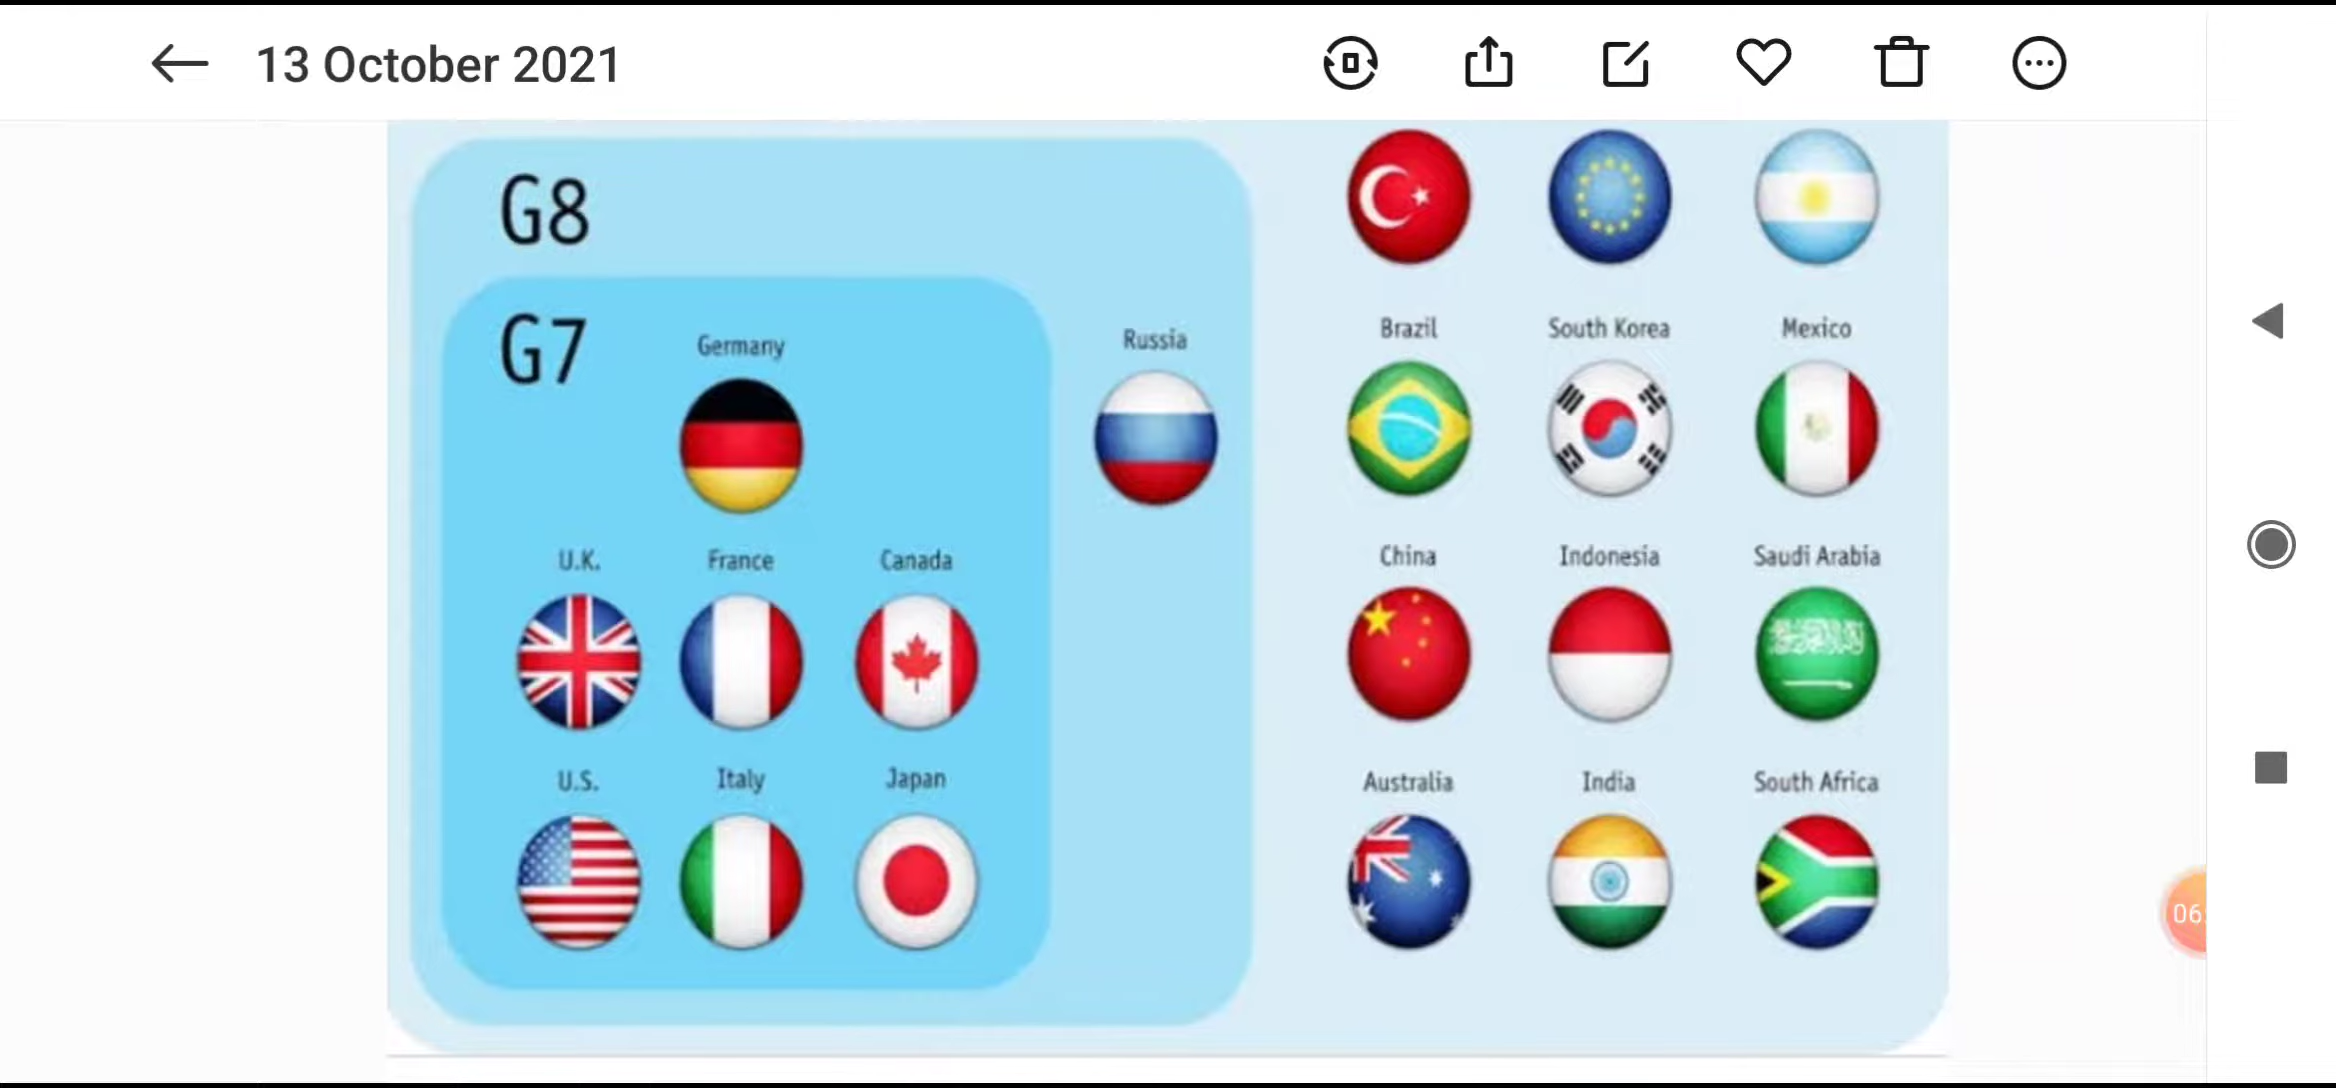 13 October 2021
G8
G7
Germany
Russia
Brazil South Korea Mexico
U.K. France Canada
China Indonesia Saudi Arabia
U.S. Italy Japan
Australia India South Africa
06